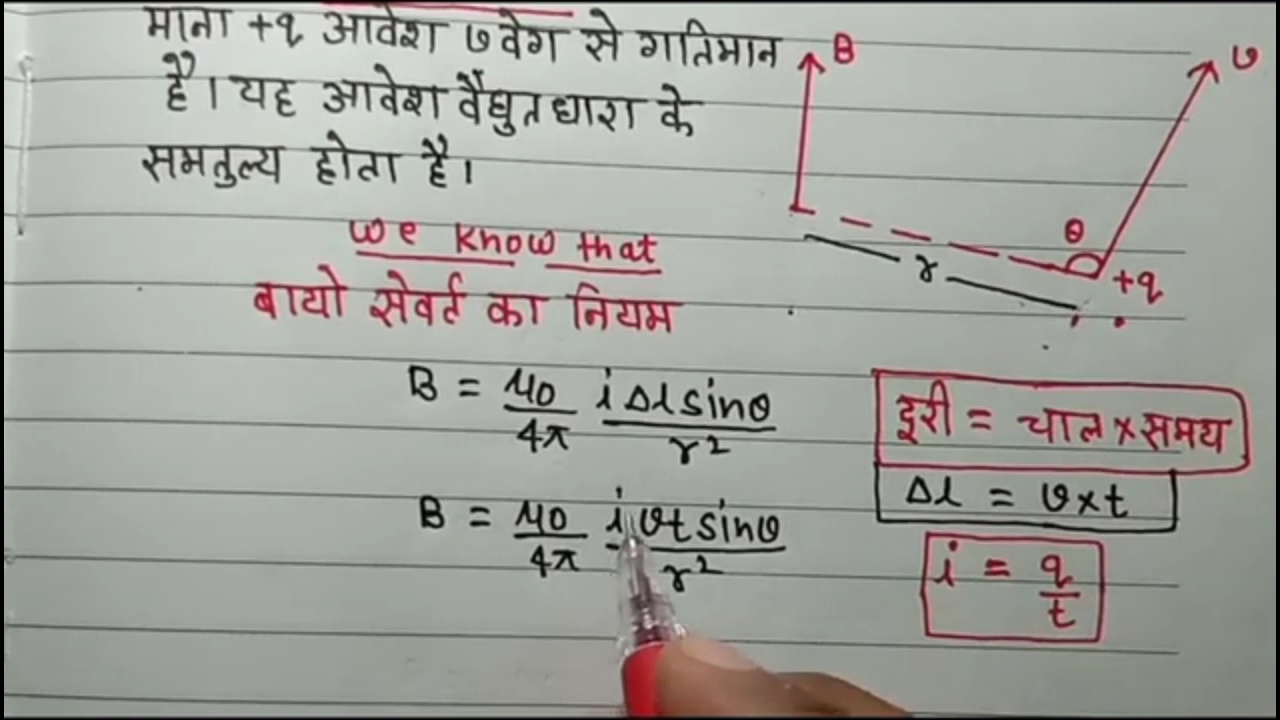 माना +q आवेश v वेग से गतिमान
है। यह आवेश वैद्युत धारा के
समतुल्य होता है।
B
v
θ
r
+q
we know that
बायो सेवर्ट का नियम
B = μ0/4π iΔl sinθ/r²
दूरी = चाल × समय
Δl = v × t
B = μ0/4π i vt sinθ/r²
i = q/t